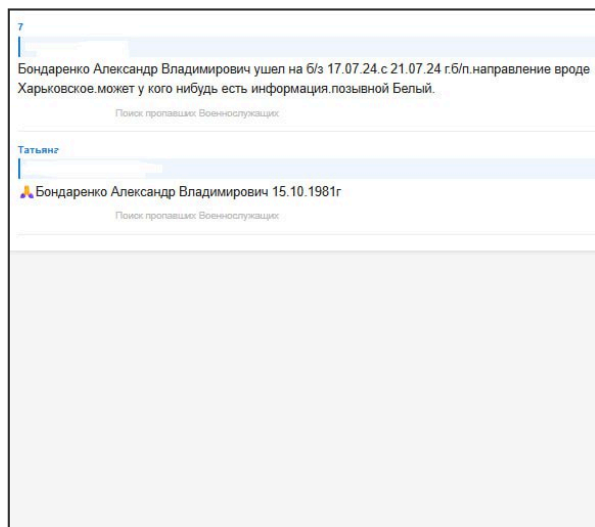 7
Бондаренко Александр Владимирович ушел на б/з 17.07.24.с 21.07.24 г.б/п.направление вроде
Харьковское.может у кого нибудь есть информация.позывной Белый.
Поиск пропавших Военнослужащих
Татьянг
🙏Бондаренко Александр Владимирович 15.10.1981г
Поиск пропавших Военнослужащих